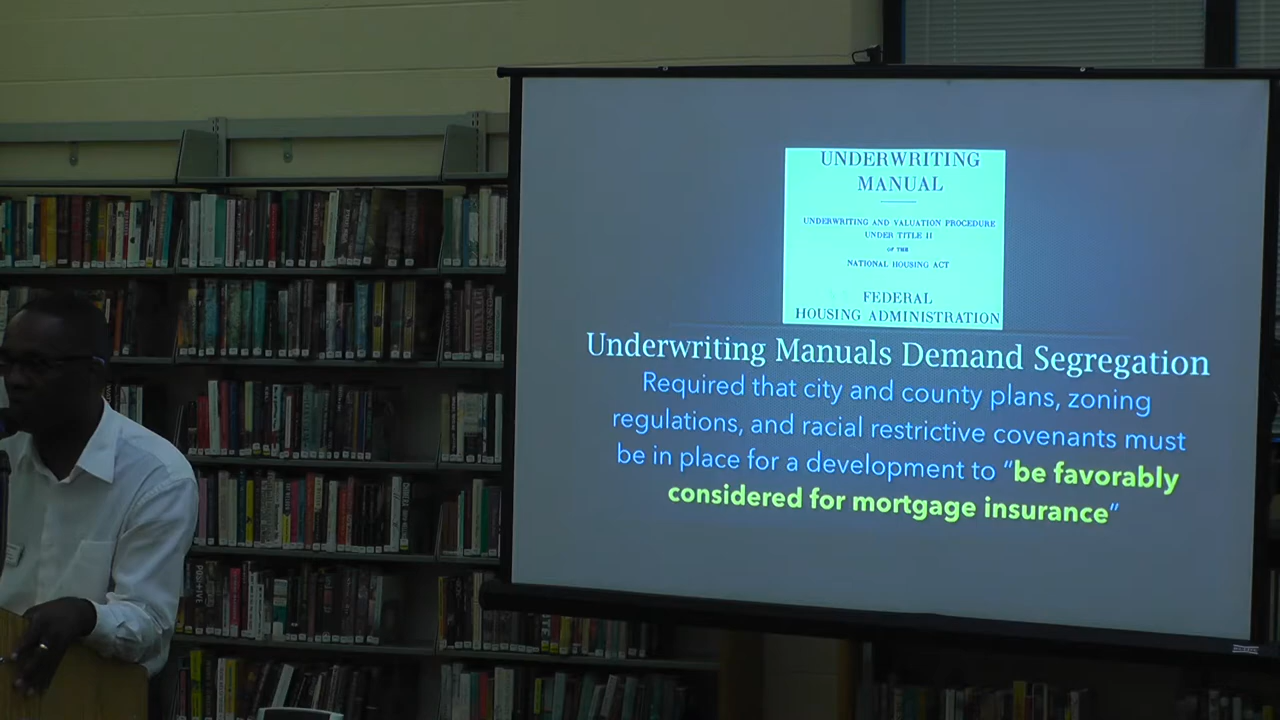 UNDERWRITING
MANUAL
UNDERWRITING AND VALUATION PROCEDURE
UNDER TITLE II
OF THE
NATIONAL HOUSING ACT
FEDERAL
HOUSING ADMINISTRATION
Underwriting Manuals Demand Segregation
Required that city and county plans, zoning
regulations, and racial restrictive covenants must
be in place for a development to “be favorably
considered for mortgage insurance”